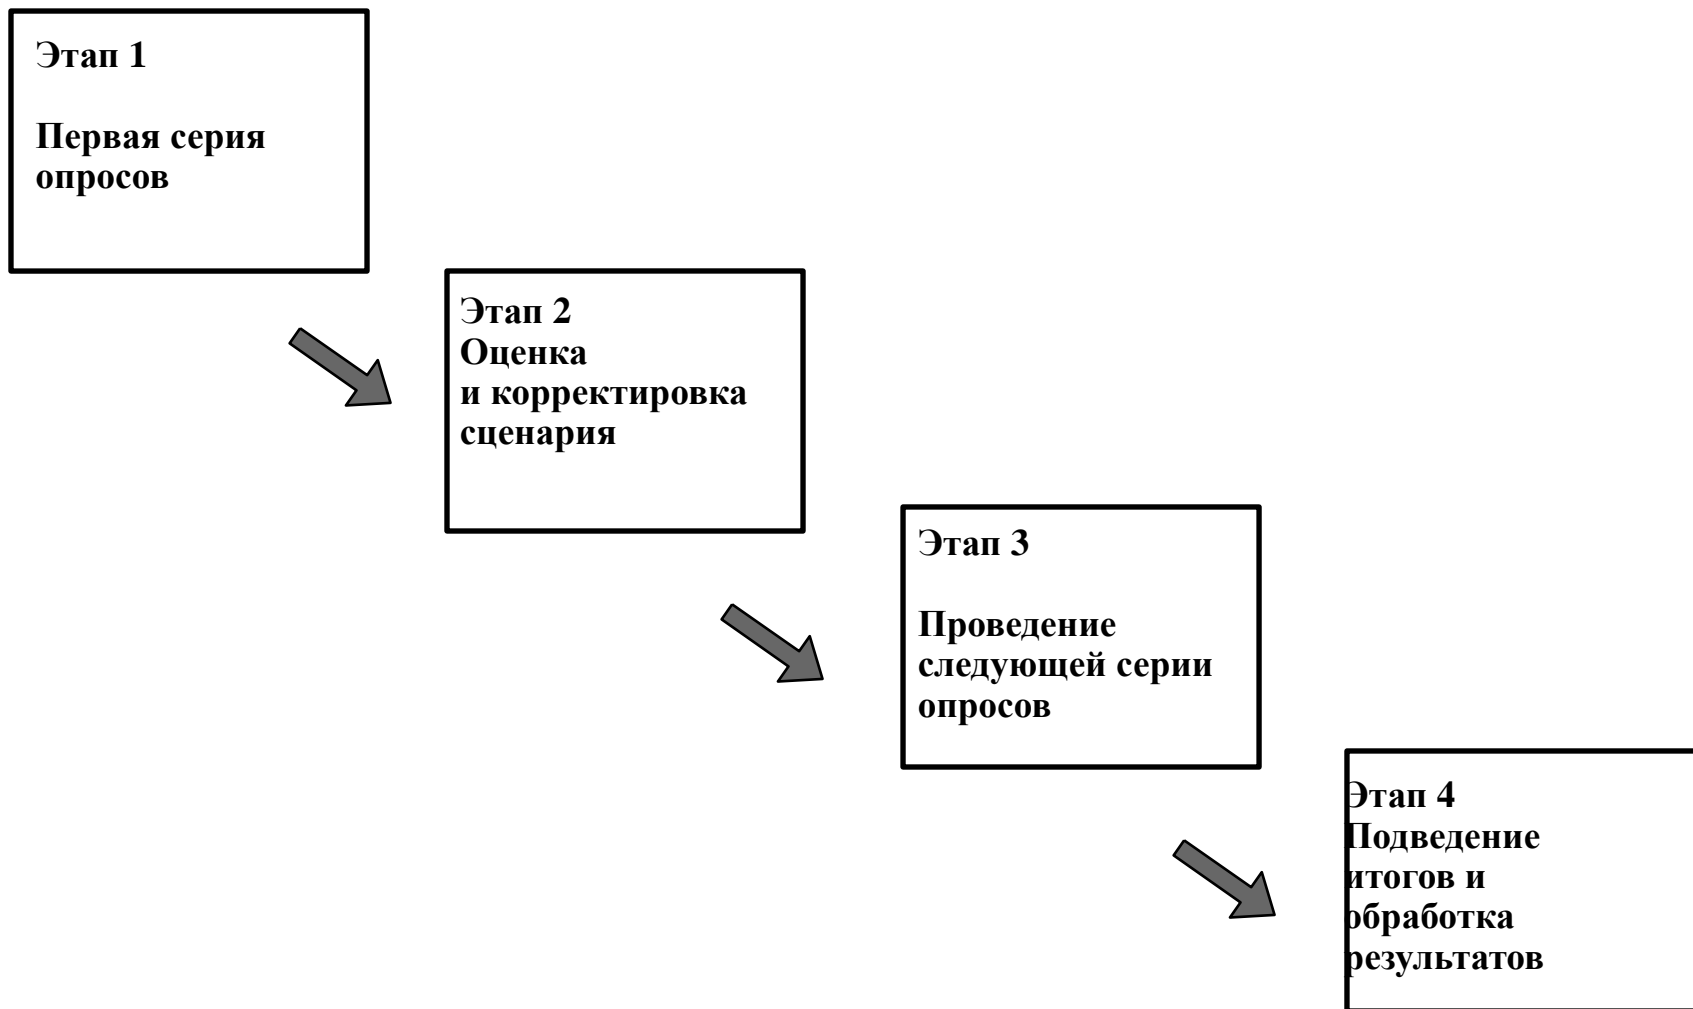 Этап 1
Первая серия
опросов
Этап 2
Оценка
и корректировка
сценария
Этап 3
Проведение
следующей серии
опросов
Этап 4
Подведение
итогов и
обработка
результатов